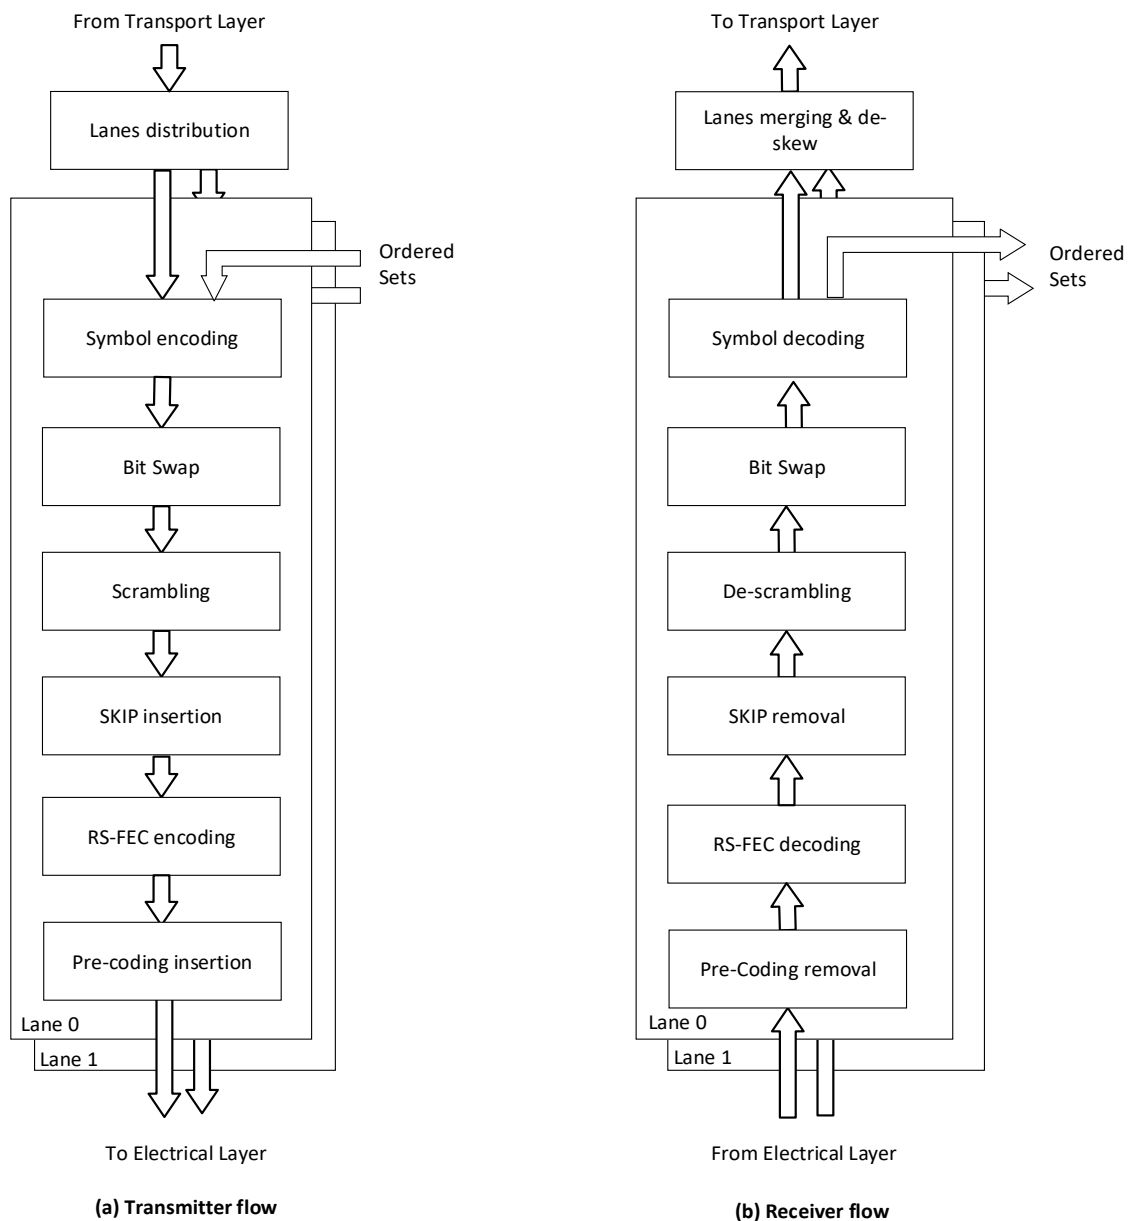 From Transport Layer
Lanes distribution
Ordered
Sets
Symbol encoding
Bit Swap
Scrambling
SKIP insertion
RS-FEC encoding
Pre-coding insertion
Lane 0
Lane 1
To Electrical Layer
(a) Transmitter flow
To Transport Layer
Lanes merging & de-
skew
Ordered
Sets
Symbol decoding
Bit Swap
De-scrambling
SKIP removal
RS-FEC decoding
Pre-Coding removal
Lane 0
Lane 1
From Electrical Layer
(b) Receiver flow